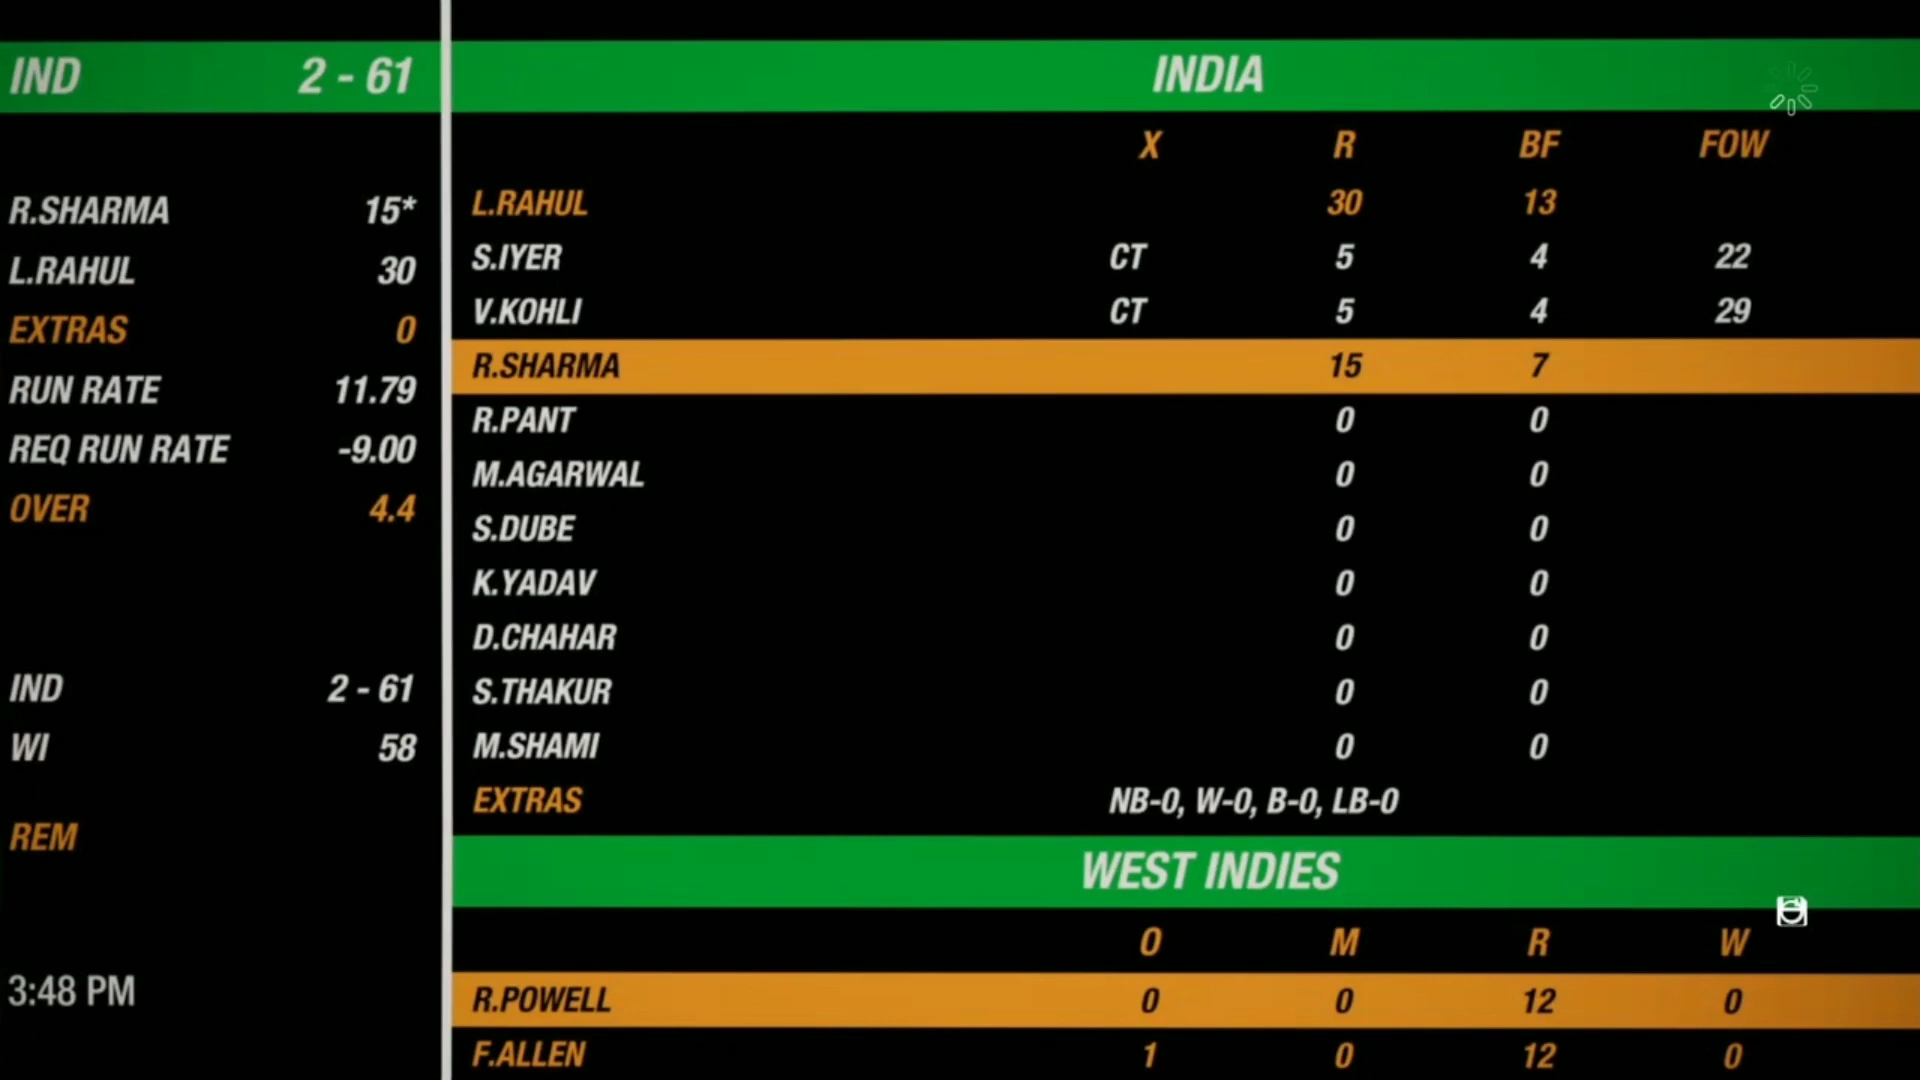 IND 2 - 61
R.SHARMA 15*
L.RAHUL 30
EXTRAS 0
RUN RATE 11.79
REQ RUN RATE -9.00
OVER 4.4
IND 2 - 61
WI 58
REM
3:48 PM
INDIA
X R BF FOW
L.RAHUL 30 13
S.IYER CT 5 4 22
V.KOHLI CT 5 4 29
R.SHARMA 15 7
R.PANT 0 0
M.AGARWAL 0 0
S.DUBE 0 0
K.YADAV 0 0
D.CHAHAR 0 0
S.THAKUR 0 0
M.SHAMI 0 0
EXTRAS NB-0, W-0, B-0, LB-0
WEST INDIES
O M R W
R.POWELL 0 0 12 0
F.ALLEN 1 0 12 0